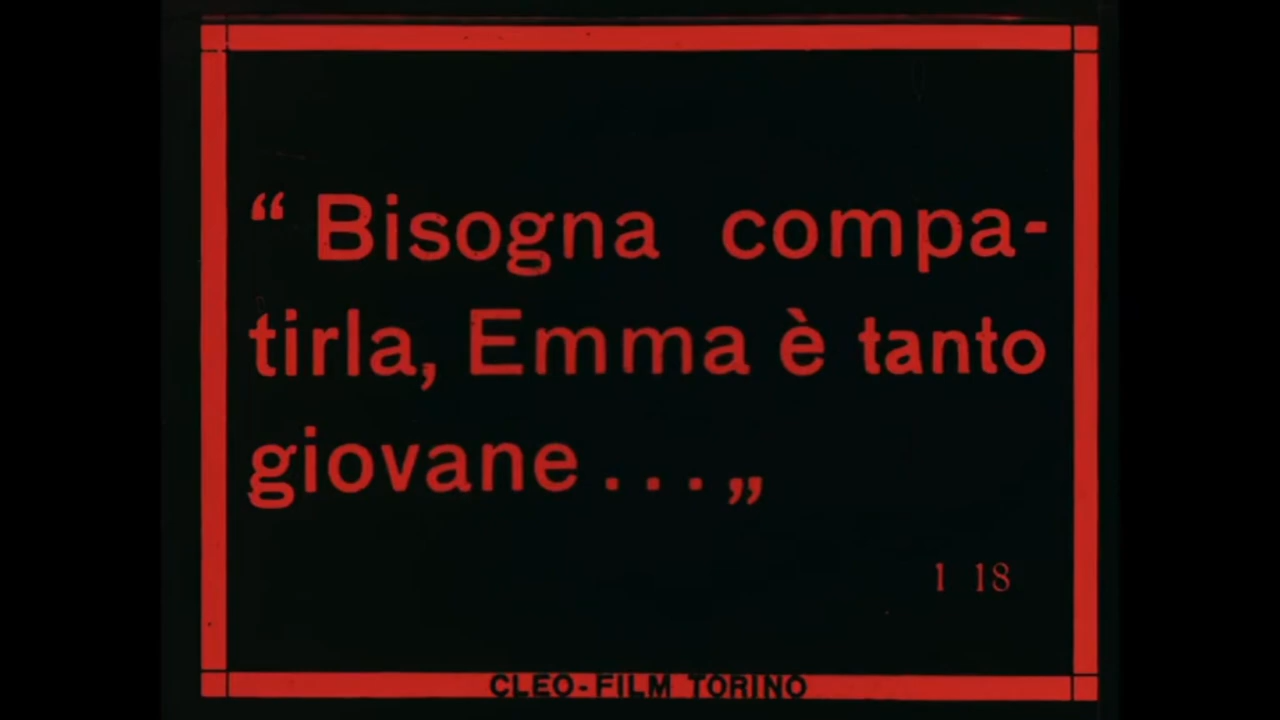 “ Bisogna compa-
tirla, Emma è tanto
giovane . . . „
1 18
CLEO-FILM TORINO